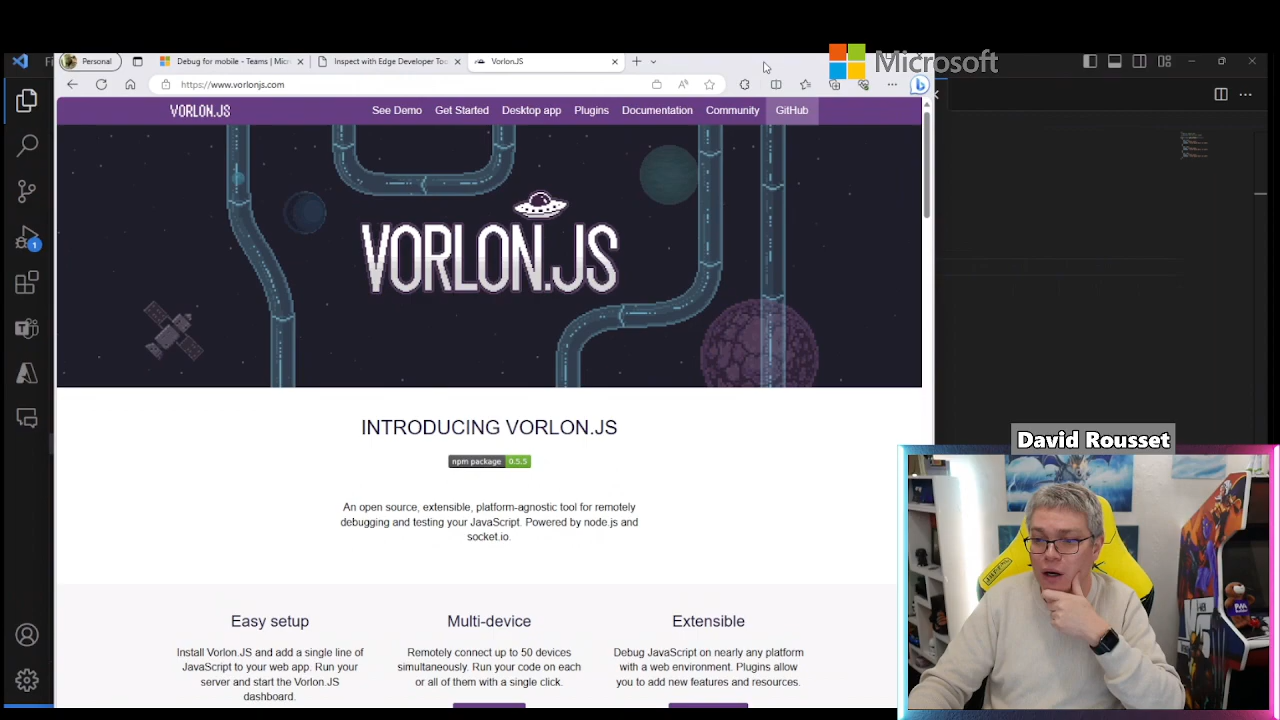 Microsoft
Personal
Debug for mobile - Teams | Micr
Inspect with Edge Developer Too
VorlonJS
https://www.vorlonjs.com
VORLON.JS
See Demo
Get Started
Desktop app
Plugins
Documentation
Community
GitHub
VORLON.JS
INTRODUCING VORLON.JS
npm package 0.5.5
An open source, extensible, platform-agnostic tool for remotely
debugging and testing your JavaScript. Powered by node.js and
socket.io.
Easy setup
Install Vorlon.JS and add a single line of
JavaScript to your web app. Run your
server and start the Vorlon.JS
dashboard.
Multi-device
Remotely connect up to 50 devices
simultaneously. Run your code on each
or all of them with a single click.
Extensible
Debug JavaScript on nearly any platform
with a web environment. Plugins allow
you to add new features and resources.
1
David Rousset